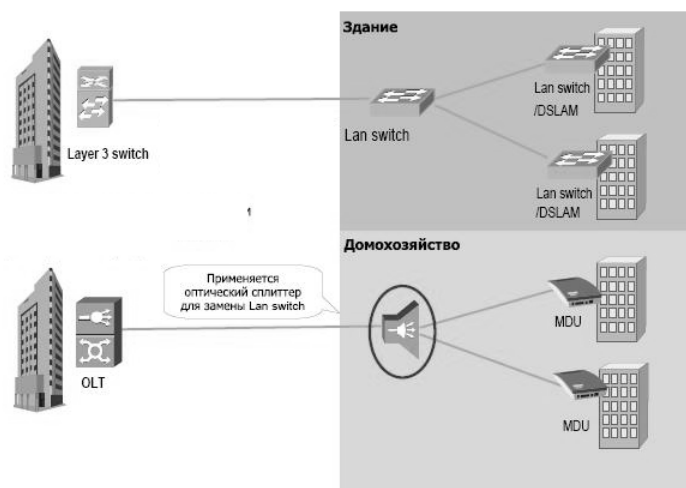 Здание
Lan switch
/DSLAM
Layer 3 switch
Lan switch
Lan switch
/DSLAM
1
Домохозяйство
Применяется
оптический сплиттер
для замены Lan switch
MDU
OLT
MDU